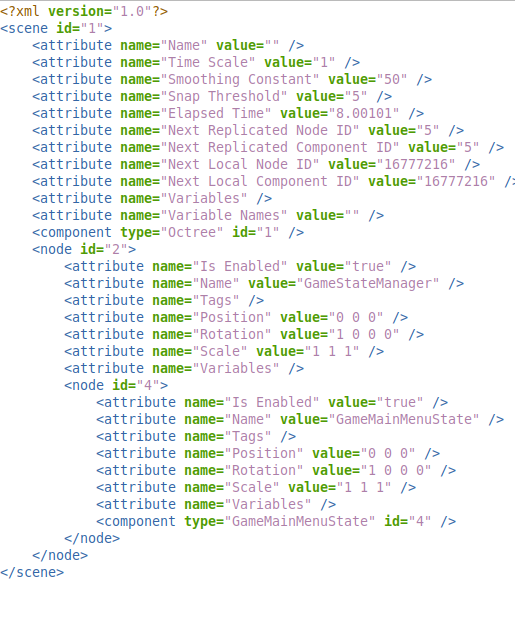 <?xml version="1.0"?>
<scene id="1">
    <attribute name="Name" value="" />
    <attribute name="Time Scale" value="1" />
    <attribute name="Smoothing Constant" value="50" />
    <attribute name="Snap Threshold" value="5" />
    <attribute name="Elapsed Time" value="8.00101" />
    <attribute name="Next Replicated Node ID" value="5" />
    <attribute name="Next Replicated Component ID" value="5" />
    <attribute name="Next Local Node ID" value="16777216" />
    <attribute name="Next Local Component ID" value="16777216" />
    <attribute name="Variables" />
    <attribute name="Variable Names" value="" />
    <component type="Octree" id="1" />
    <node id="2">
        <attribute name="Is Enabled" value="true" />
        <attribute name="Name" value="GameStateManager" />
        <attribute name="Tags" />
        <attribute name="Position" value="0 0 0" />
        <attribute name="Rotation" value="1 0 0 0" />
        <attribute name="Scale" value="1 1 1" />
        <attribute name="Variables" />
        <node id="4">
            <attribute name="Is Enabled" value="true" />
            <attribute name="Name" value="GameMainMenuState" />
            <attribute name="Tags" />
            <attribute name="Position" value="0 0 0" />
            <attribute name="Rotation" value="1 0 0 0" />
            <attribute name="Scale" value="1 1 1" />
            <attribute name="Variables" />
            <component type="GameMainMenuState" id="4" />
        </node>
    </node>
</scene>